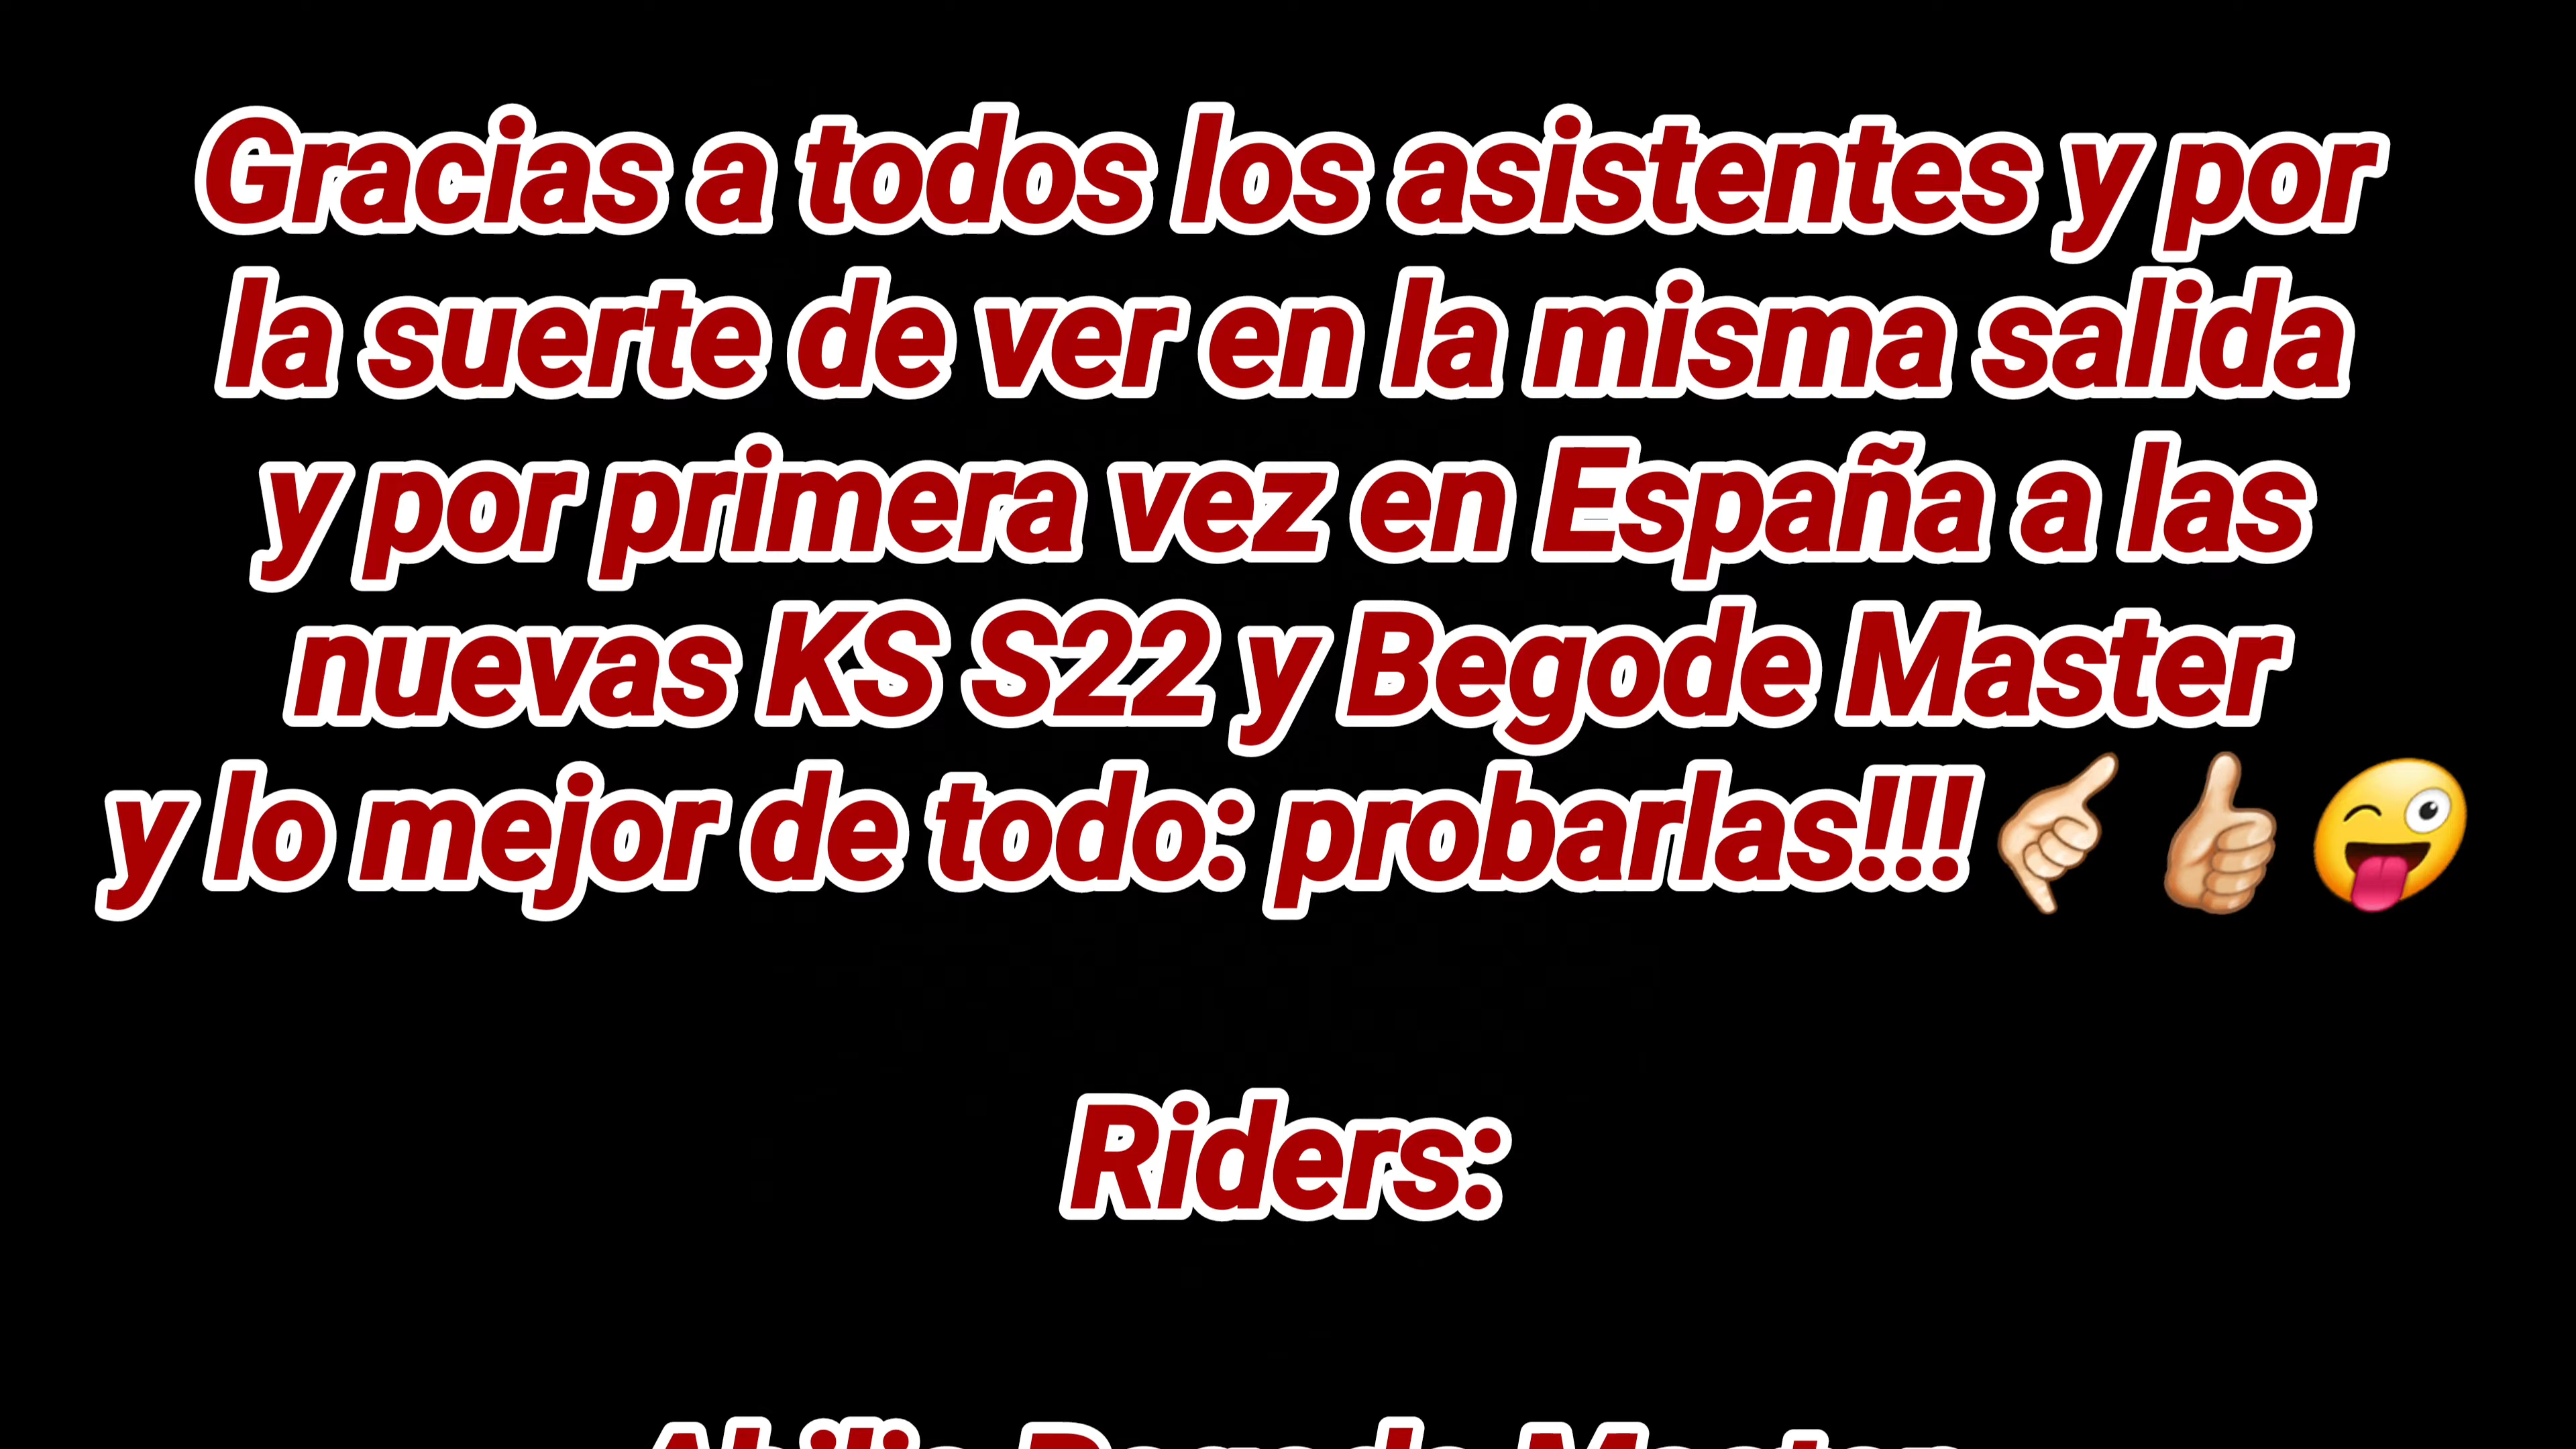 Gracias a todos los asistentes y por
la suerte de ver en la misma salida
y por primera vez en España a las
nuevas KS S22 y Begode Master
y lo mejor de todo: probarlas!!!🤙🏻👍🏼😜
Riders: